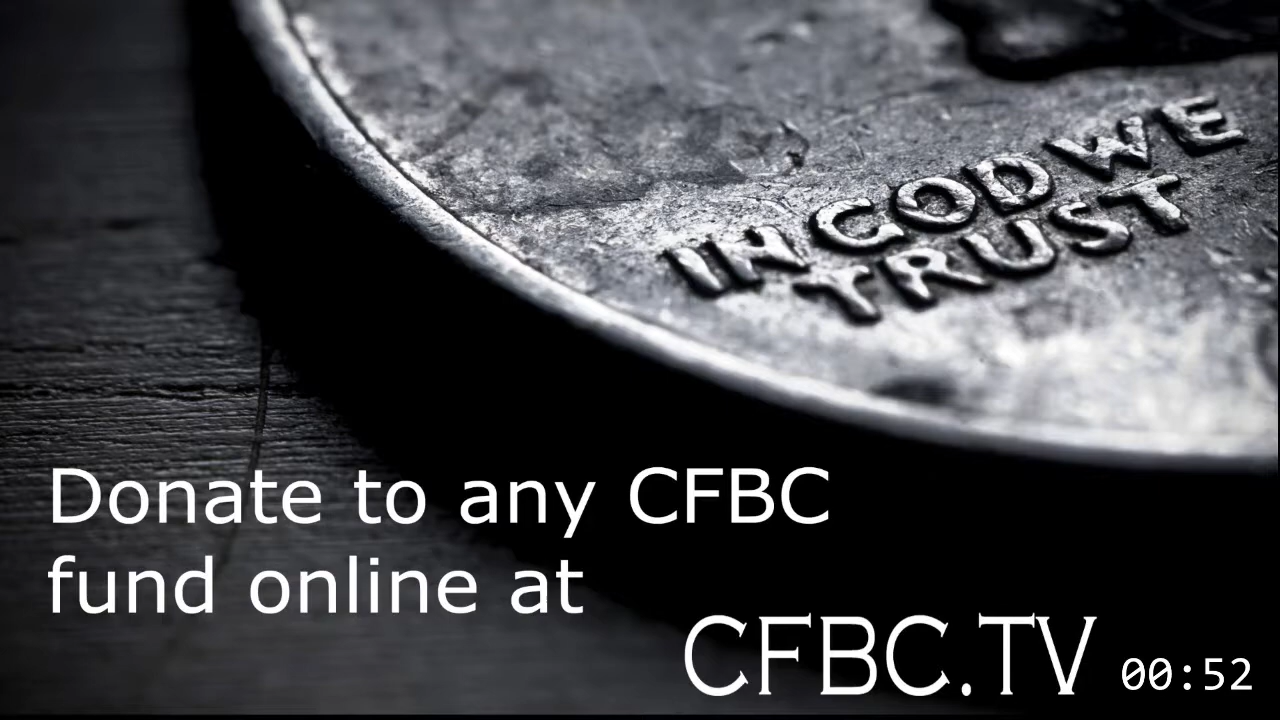 IN GOD WE
TRUST
Donate to any CFBC
fund online at
CFBC.TV
00:52